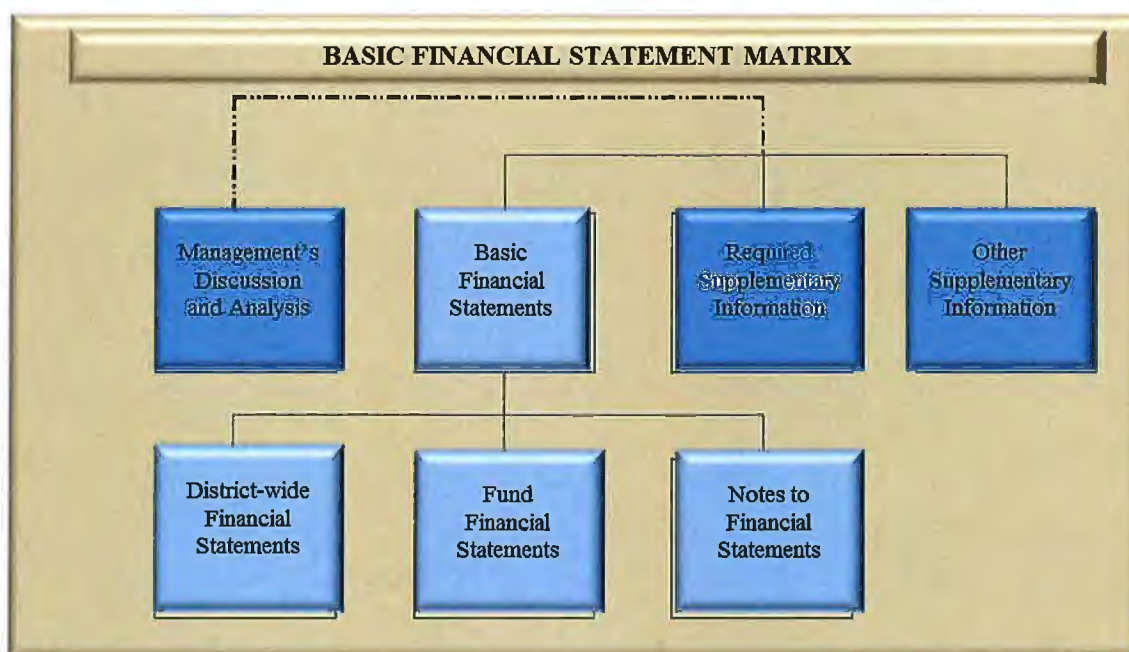 BASIC FINANCIAL STATEMENT MATRIX
Management's
Discussion
and Analysis
Basic
Financial
Statements
Required
Supplementary
Information
Other
Supplementary
Information
District-wide
Financial
Statements
Fund
Financial
Statements
Notes to
Financial
Statements